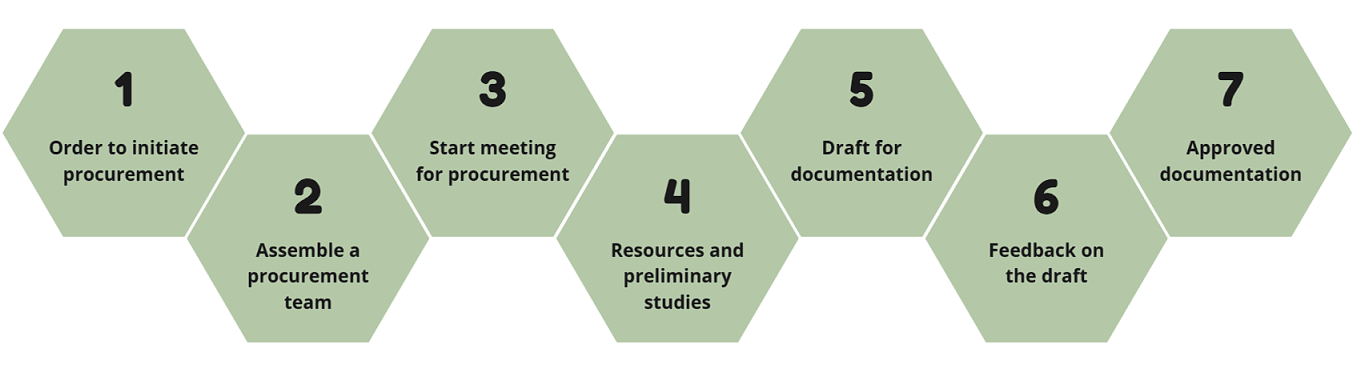 1
Order to initiate
procurement
2
Assemble a
procurement
team
3
Start meeting
for procurement
4
Resources and
preliminary
studies
5
Draft for
documentation
6
Feedback on
the draft
7
Approved
documentation